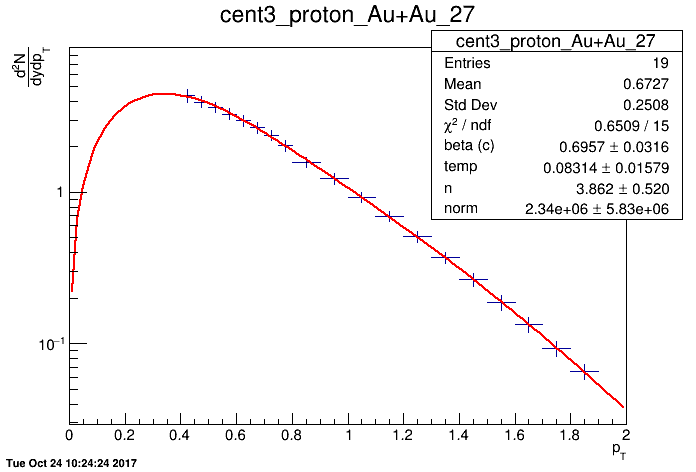 cent3_proton_Au+Au_27
d²N
dydp_T
cent3_proton_Au+Au_27
Entries 19
Mean 0.6727
Std Dev 0.2508
χ² / ndf 0.6509 / 15
beta (c) 0.6957 ± 0.0316
temp 0.08314 ± 0.01579
n 3.862 ± 0.520
norm 2.34e+06 ± 5.83e+06
1
10⁻¹
0 0.2 0.4 0.6 0.8 1 1.2 1.4 1.6 1.8 2
p_T
Tue Oct 24 10:24:24 2017